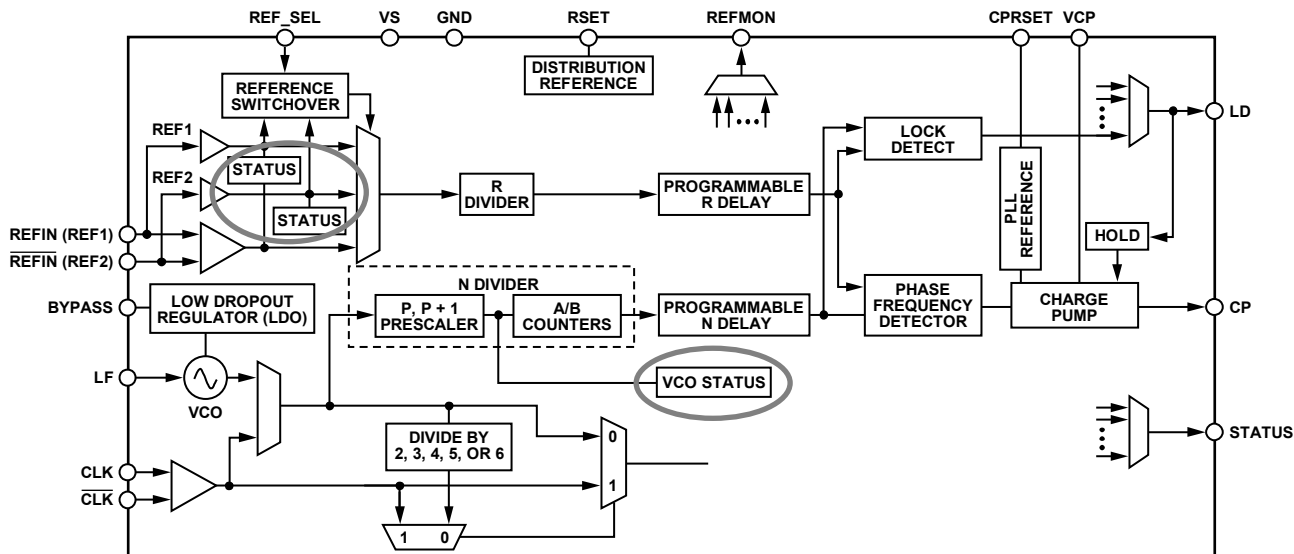 REF_SEL
VS
GND
RSET
REFMON
CPRSET
VCP
DISTRIBUTION
REFERENCE
REFERENCE
SWITCHOVER
REF1
STATUS
REF2
STATUS
R
DIVIDER
PROGRAMMABLE
R DELAY
LOCK
DETECT
LD
PLL
REFERENCE
HOLD
REFIN (REF1)
REFIN (REF2)
BYPASS
LOW DROPOUT
REGULATOR (LDO)
N DIVIDER
P, P + 1
PRESCALER
A/B
COUNTERS
PROGRAMMABLE
N DELAY
PHASE
FREQUENCY
DETECTOR
CHARGE
PUMP
CP
LF
VCO
VCO STATUS
DIVIDE BY
2, 3, 4, 5, OR 6
0
1
STATUS
CLK
CLK
1 0